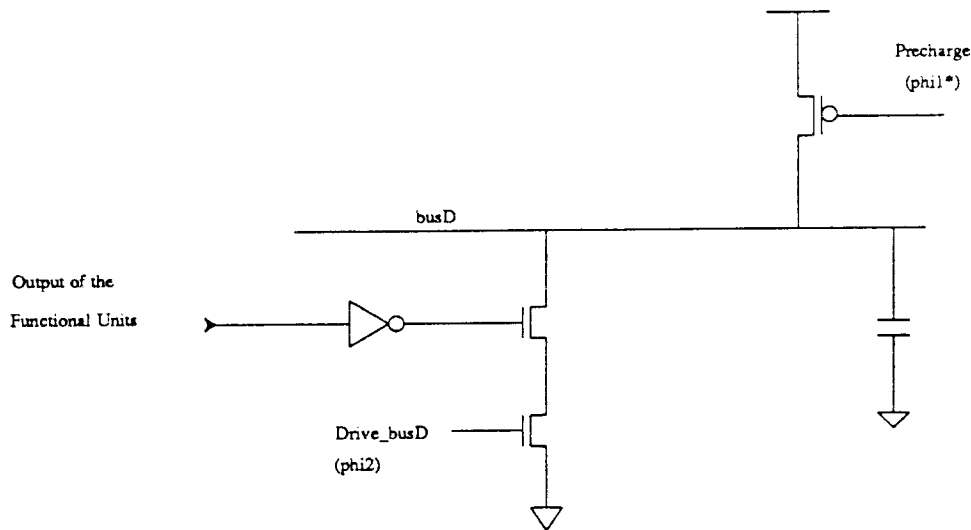 Precharge
(phi1*)
busD
Output of the
Functional Units
Drive_busD
(phi2)